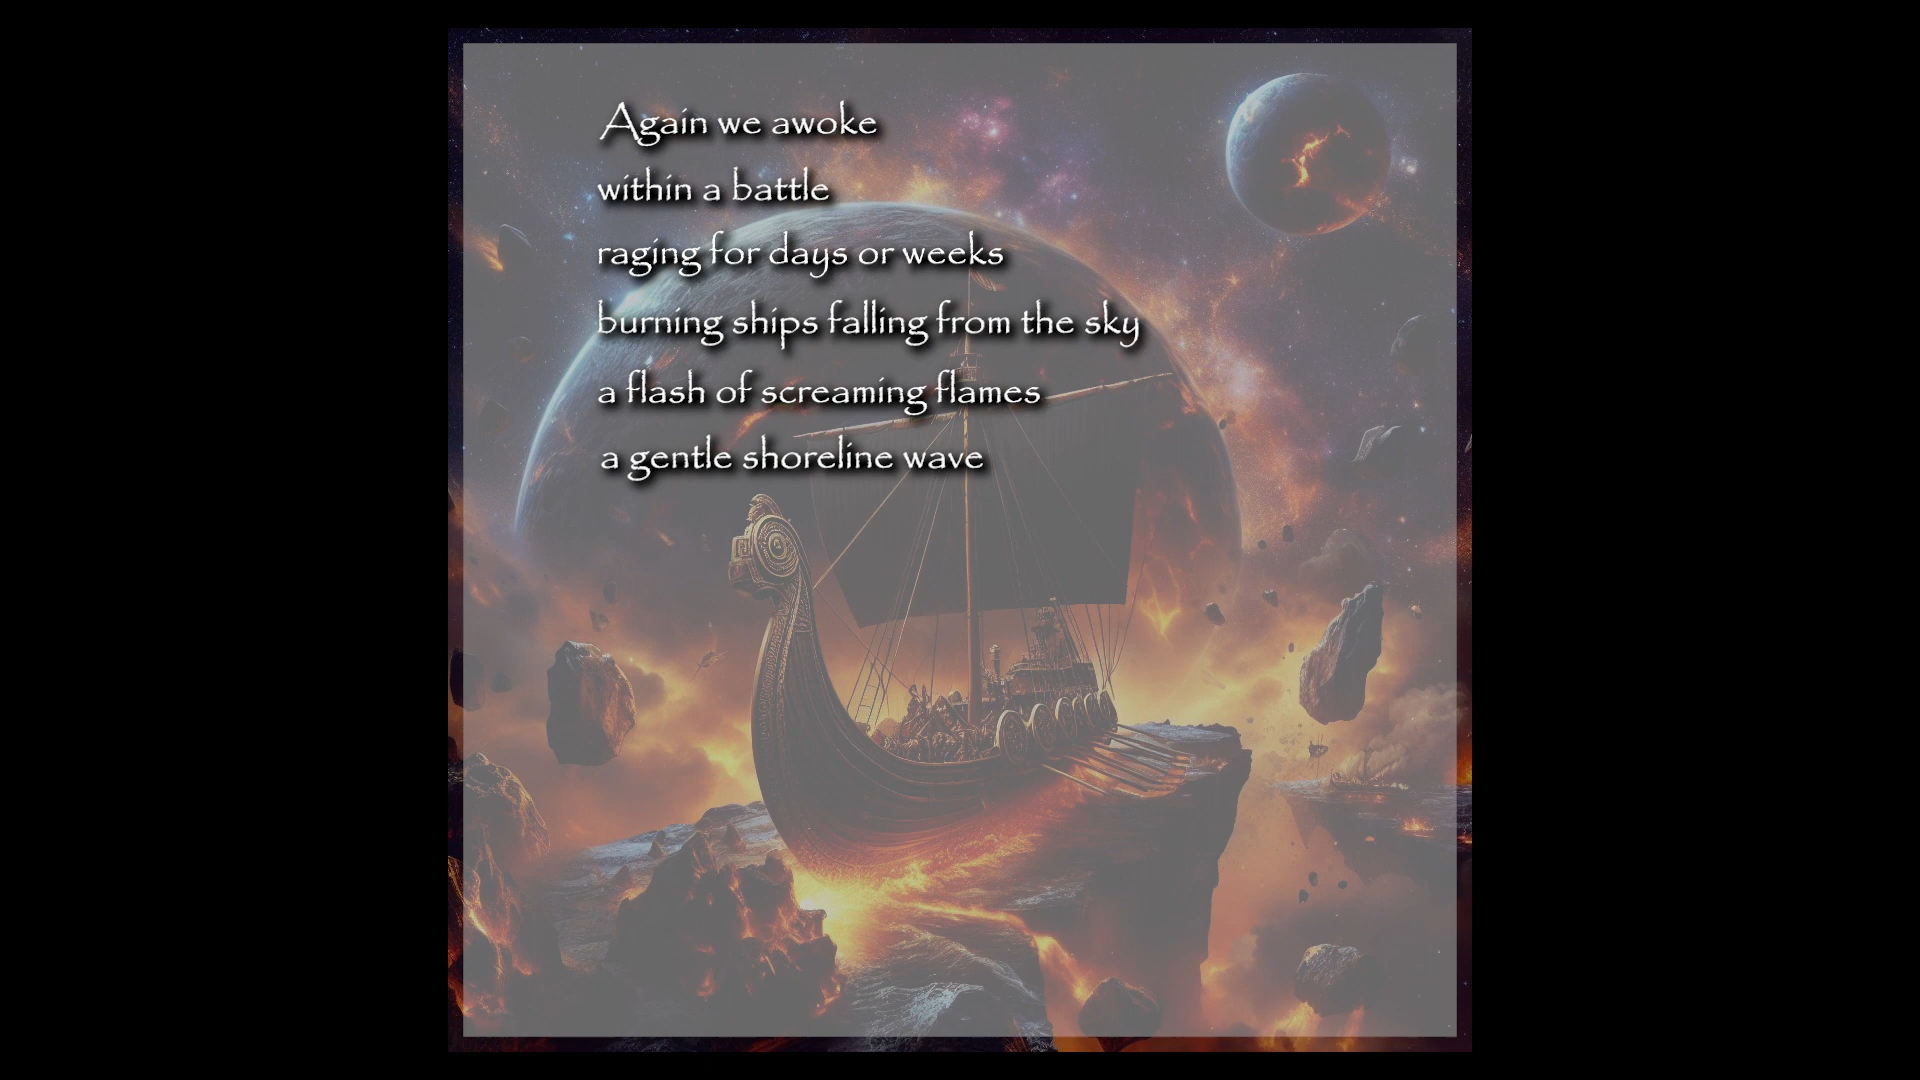 Again we awoke
within a battle
raging for days or weeks
burning ships falling from the sky
a flash of screaming flames
a gentle shoreline wave